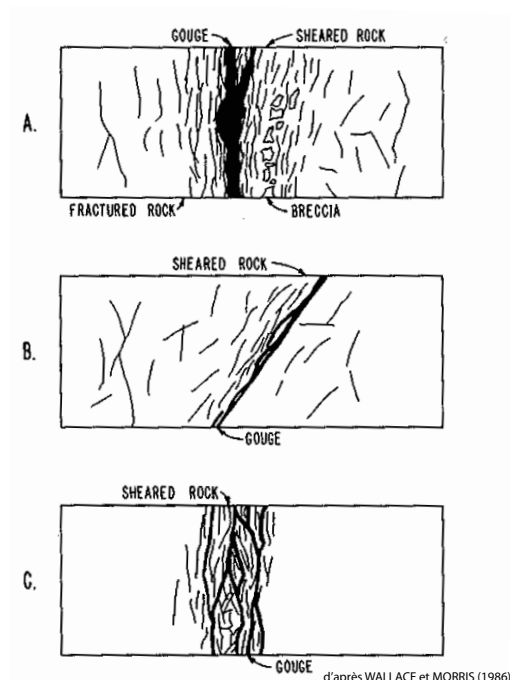 GOUGE SHEARED ROCK
A.
FRACTURED ROCK BRECCIA
SHEARED ROCK
B.
GOUGE
SHEARED ROCK
C.
GOUGE
d'après WALLACE et MORRIS (1986)